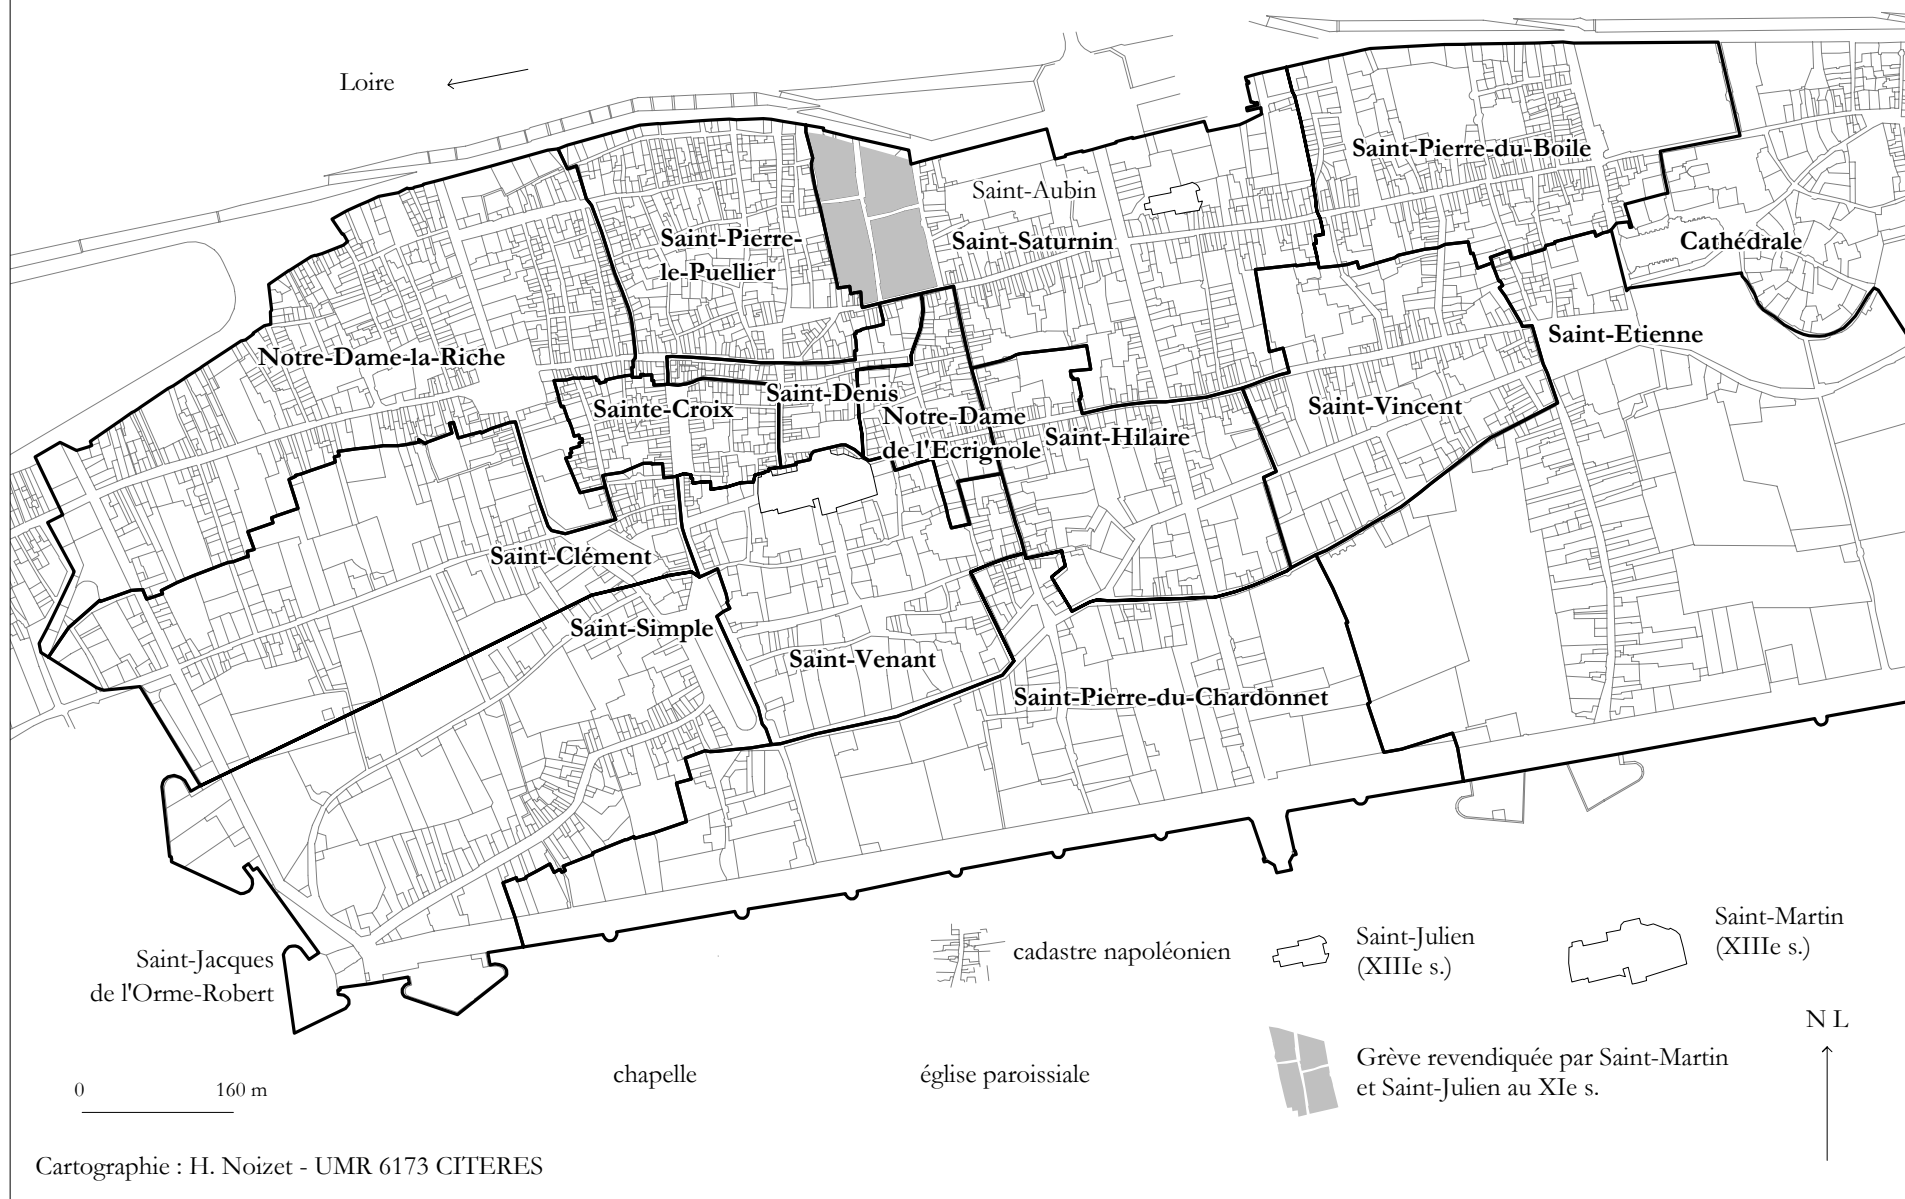 Loire
Saint-Pierre-du-Boile
Saint-Aubin
Saint-Pierre-
le-Puellier
Saint-Saturnin
Cathédrale
Saint-Etienne
Notre-Dame-la-Riche
Saint-Denis
Sainte-Croix
Saint-Vincent
Notre-Dame
de l'Ecrignole
Saint-Hilaire
Saint-Clément
Saint-Simple
Saint-Venant
Saint-Pierre-du-Chardonnet
Saint-Jacques
de l'Orme-Robert
cadastre napoléonien
Saint-Julien
(XIIIe s.)
Saint-Martin
(XIIIe s.)
N L
chapelle
église paroissiale
Grève revendiquée par Saint-Martin
et Saint-Julien au XIe s.
0 160 m
Cartographie : H. Noizet - UMR 6173 CITERES